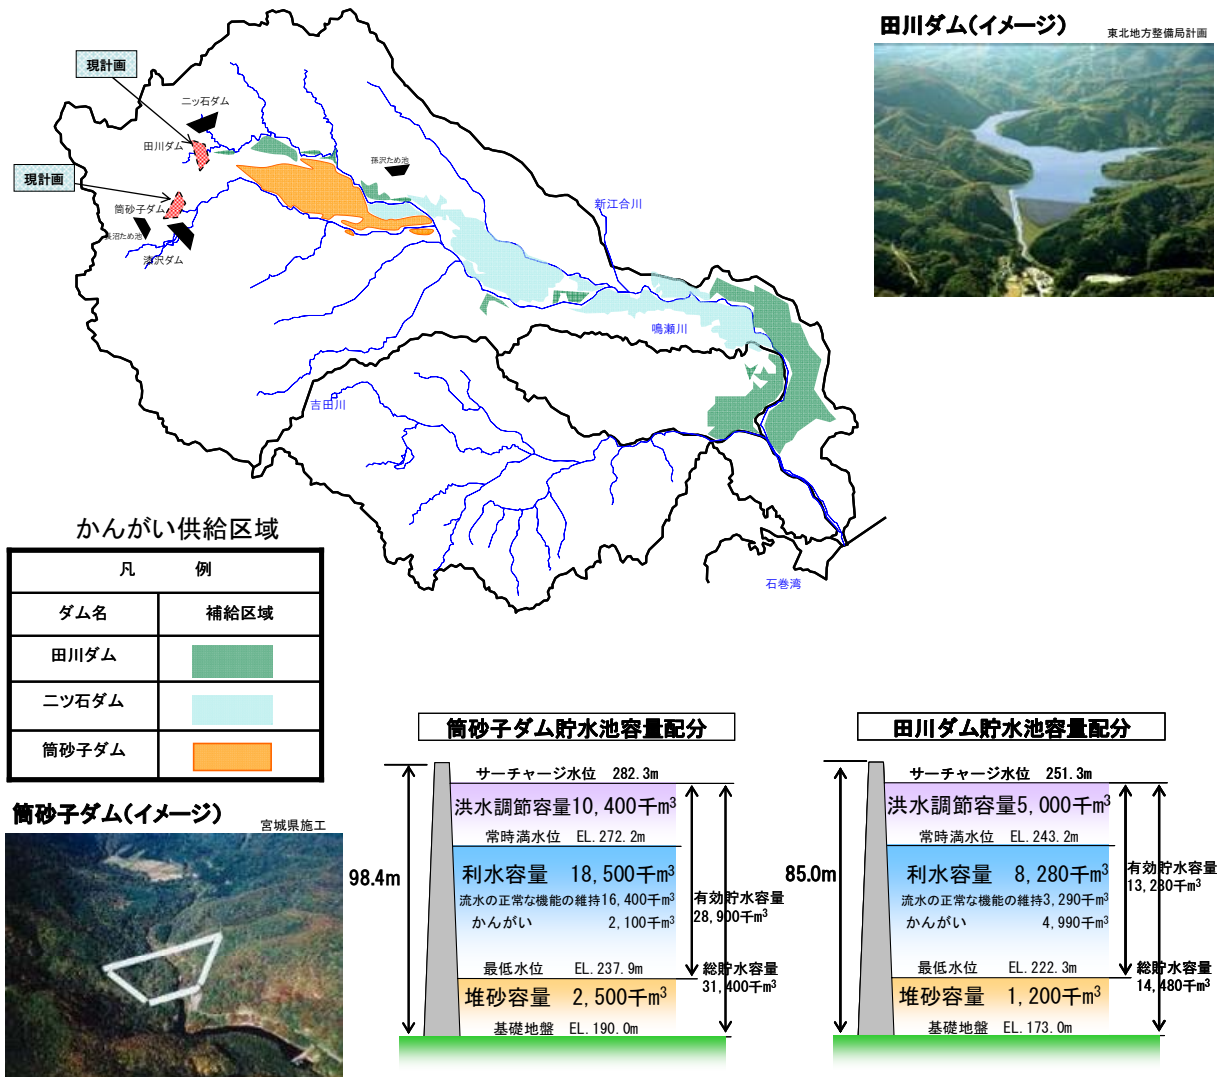 田川ダム(イメージ)
東北地方整備局計画
現計画
二ッ石ダム
田川ダム
孫沢ため池
現計画
筒砂子ダム
長沼ため池
漆沢ダム
新江合川
鳴瀬川
吉田川
石巻湾
かんがい供給区域
凡 例
ダム名 補給区域
田川ダム
二ツ石ダム
筒砂子ダム
筒砂子ダム(イメージ)
宮城県施工
筒砂子ダム貯水池容量配分
サーチャージ水位 282.3m
洪水調節容量10,400千m³
常時満水位 EL.272.2m
利水容量 18,500千m³
流水の正常な機能の維持16,400千m³
かんがい 2,100千m³
最低水位 EL.237.9m
堆砂容量 2,500千m³
基礎地盤 EL.190.0m
98.4m
有効貯水容量
28,900千m³
総貯水容量
31,400千m³
田川ダム貯水池容量配分
サーチャージ水位 251.3m
洪水調節容量5,000千m³
常時満水位 EL.243.2m
利水容量 8,280千m³
流水の正常な機能の維持3,290千m³
かんがい 4,990千m³
最低水位 EL.222.3m
堆砂容量 1,200千m³
基礎地盤 EL.173.0m
85.0m
有効貯水容量
13,280千m³
総貯水容量
14,480千m³